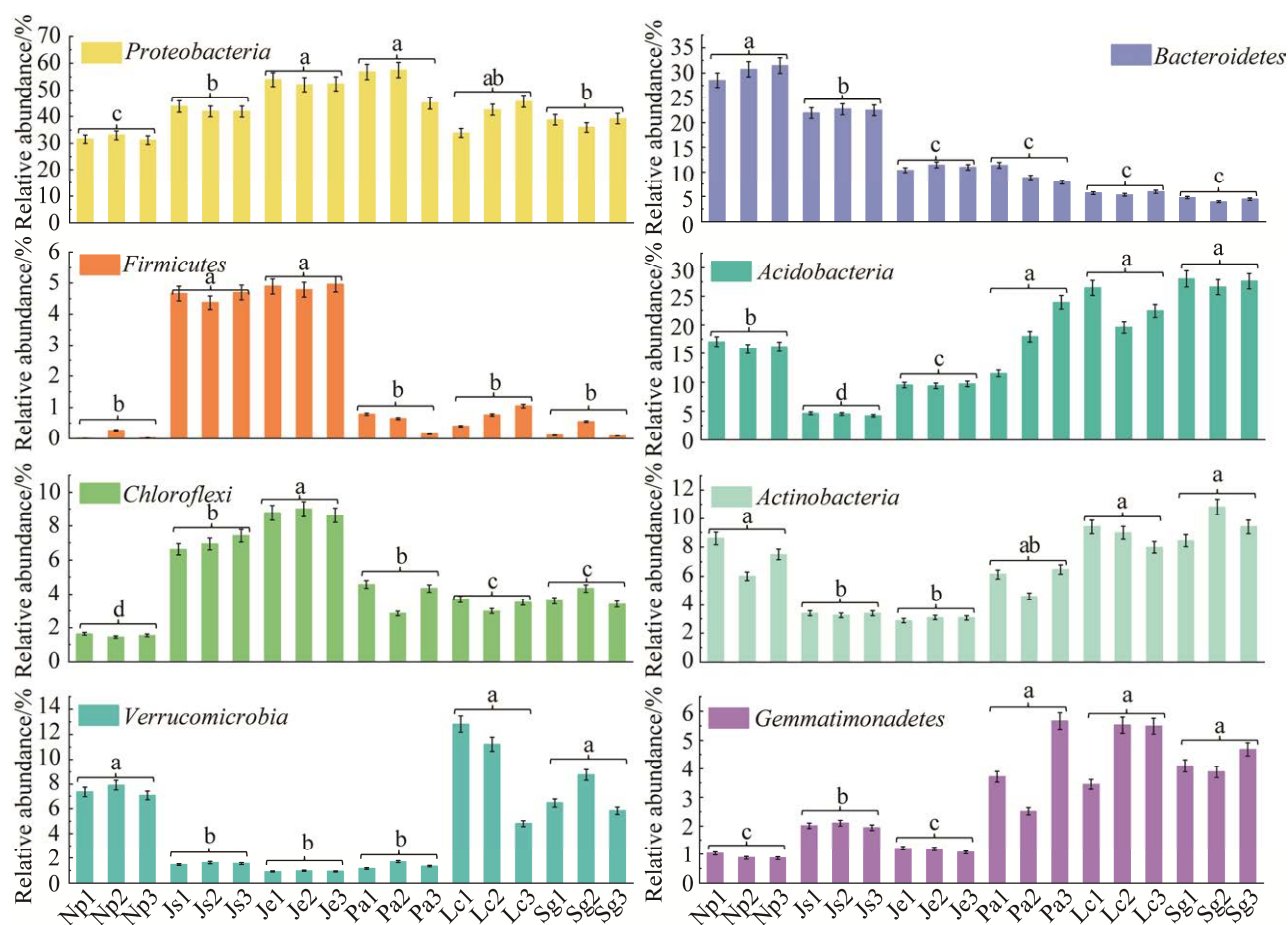 Relative abundance/%
Proteobacteria
70
60
50
40
30
20
10
0
c
b
a
a
ab
b
Relative abundance/%
Bacteroidetes
35
30
25
20
15
10
5
0
a
b
c
c
c
c
Relative abundance/%
Firmicutes
6
5
4
3
2
1
0
b
a
a
b
b
b
Relative abundance/%
Acidobacteria
30
25
20
15
10
5
0
b
d
c
a
a
a
Relative abundance/%
Chloroflexi
10
8
6
4
2
0
d
b
a
b
c
c
Relative abundance/%
Actinobacteria
12
10
8
6
4
2
0
a
b
b
ab
a
a
Relative abundance/%
Verrucomicrobia
14
12
10
8
6
4
2
0
a
b
b
b
a
a
Np1 Np2 Np3 Js1 Js2 Js3 Je1 Je2 Je3 Pa1 Pa2 Pa3 Lc1 Lc2 Lc3 Sg1 Sg2 Sg3
Relative abundance/%
Gemmatimonadetes
6
5
4
3
2
1
0
c
b
c
a
a
a
Np1 Np2 Np3 Js1 Js2 Js3 Je1 Je2 Je3 Pa1 Pa2 Pa3 Lc1 Lc2 Lc3 Sg1 Sg2 Sg3